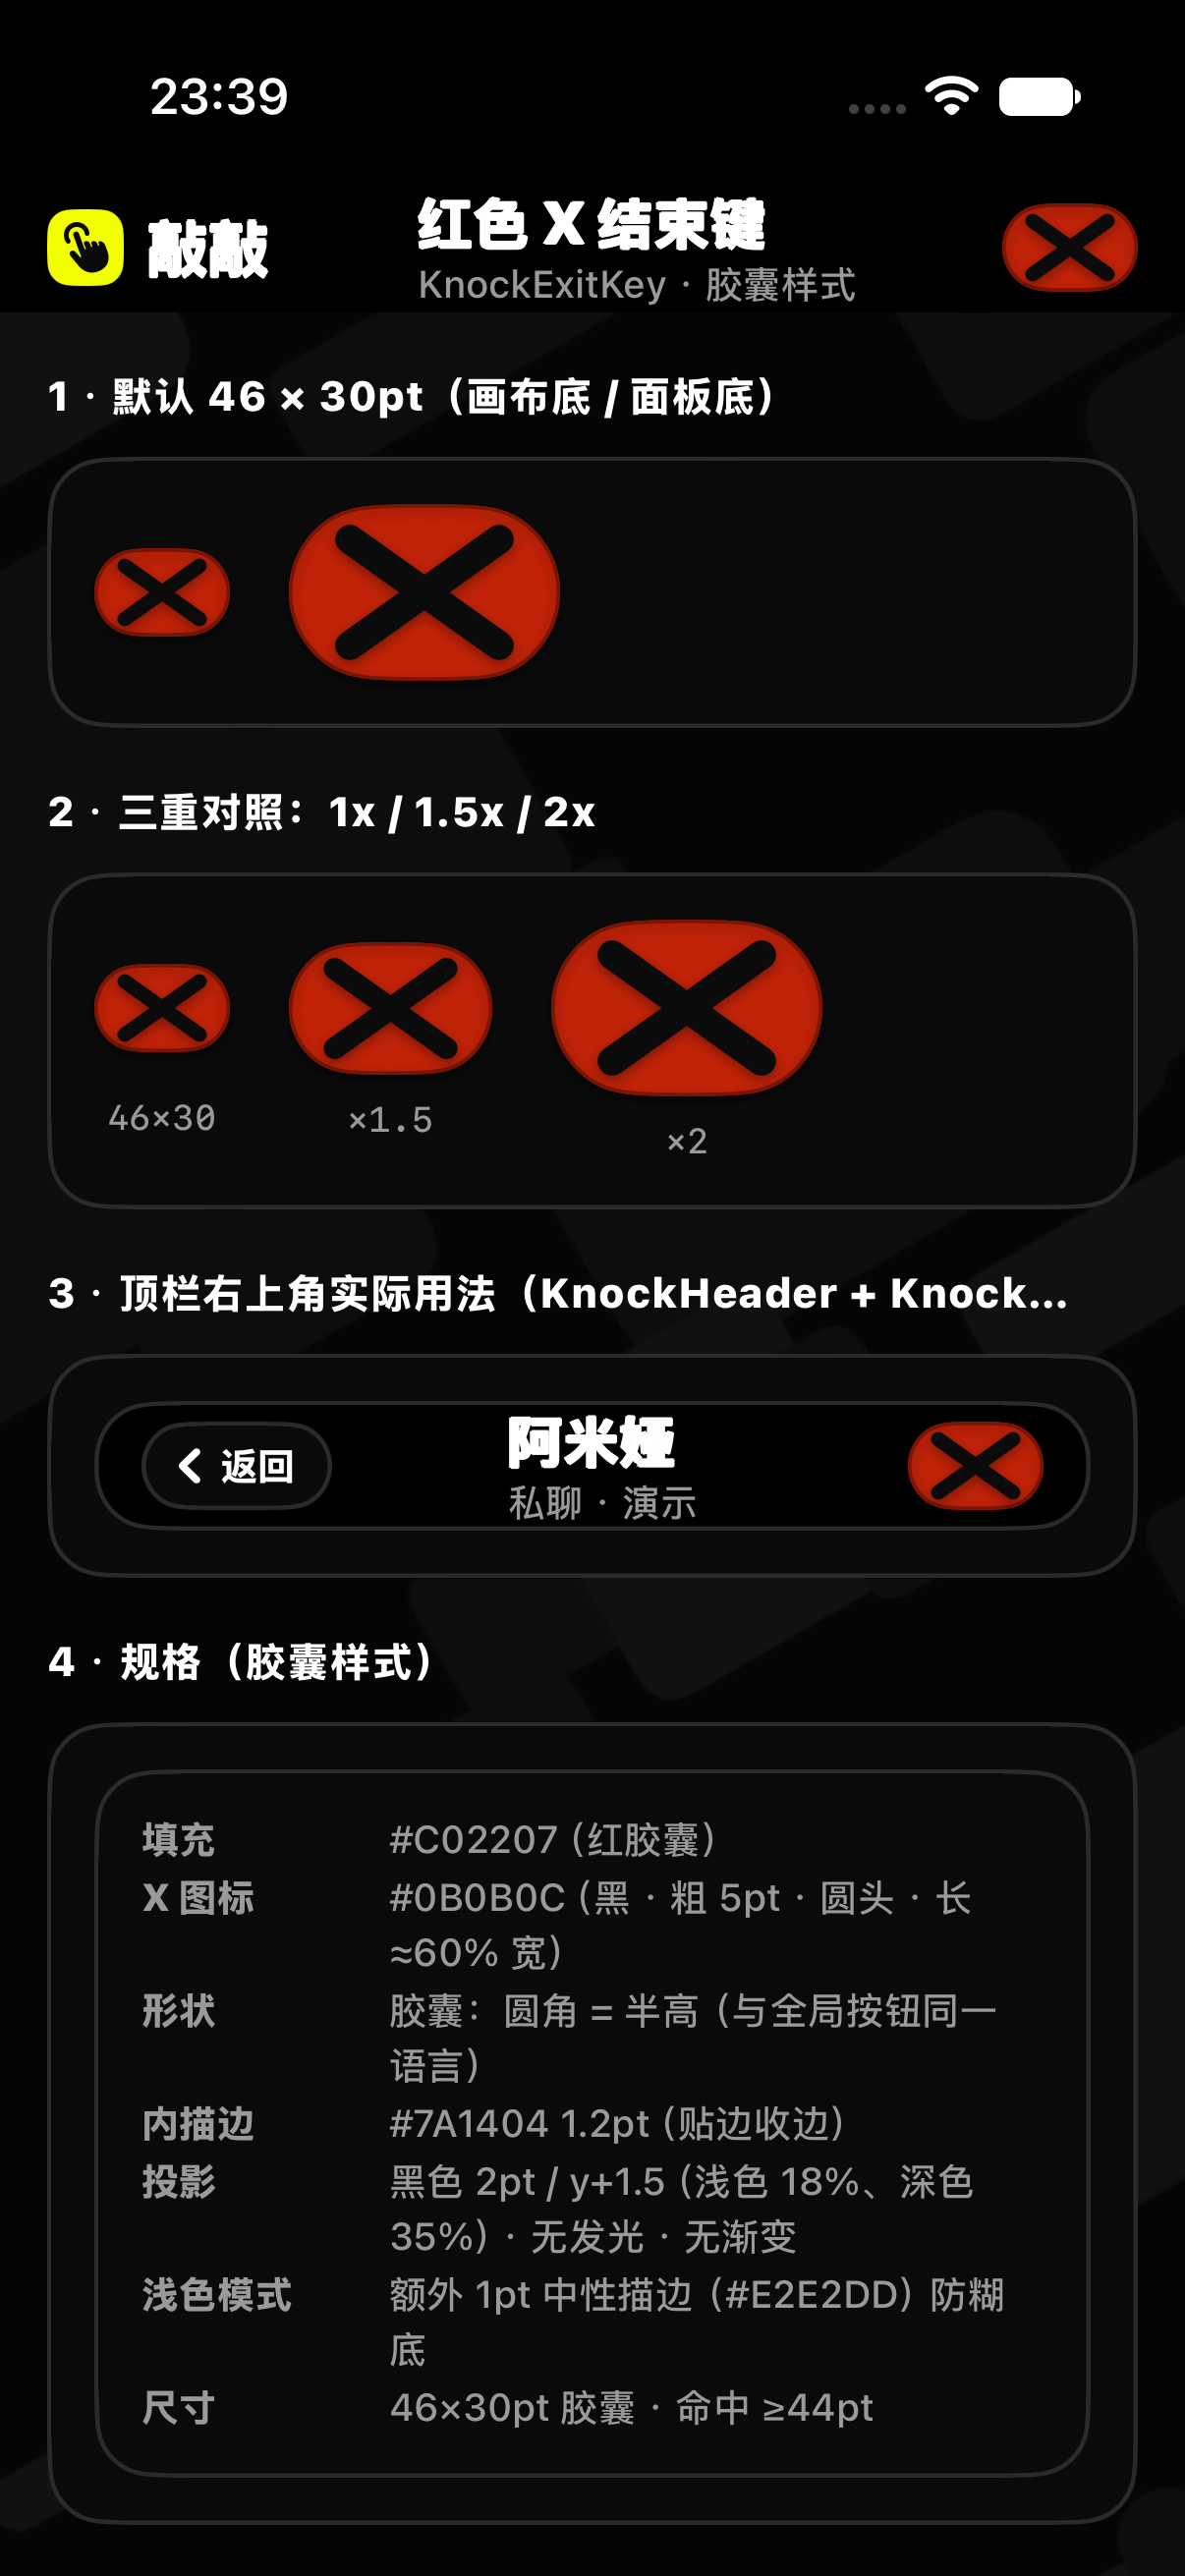 23:39
敲敲
红色 X 结束键
KnockExitKey · 胶囊样式
1 · 默认 46 × 30pt（画布底 / 面板底）
2 · 三重对照：1x / 1.5x / 2x
46×30
×1.5
×2
3 · 顶栏右上角实际用法（KnockHeader + Knock...
返回
阿米娅
私聊 · 演示
4 · 规格（胶囊样式）
填充 #C02207（红胶囊）
X 图标 #0B0B0C（黑 · 粗 5pt · 圆头 · 长
≈60% 宽）
形状 胶囊：圆角 = 半高（与全局按钮同一
语言）
内描边 #7A1404 1.2pt（贴边收边）
投影 黑色 2pt / y+1.5（浅色 18%、深色
35%）· 无发光 · 无渐变
浅色模式 额外 1pt 中性描边（#E2E2DD）防糊
底
尺寸 46×30pt 胶囊 · 命中 ≥44pt